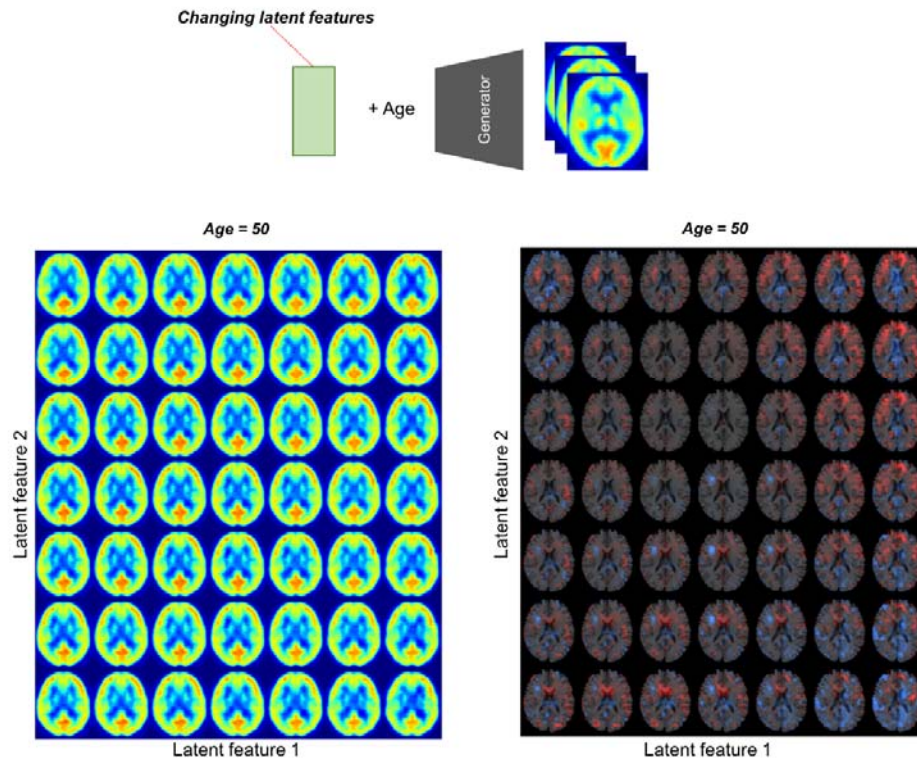 Changing latent features
+ Age
Generator
Age = 50
Age = 50
Latent feature 2
Latent feature 2
Latent feature 1
Latent feature 1